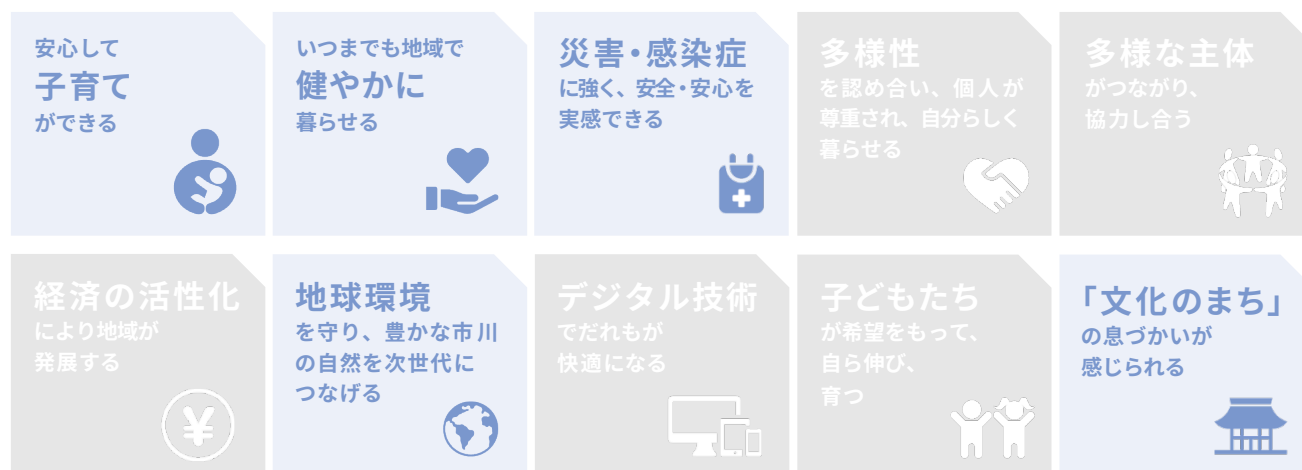 安心して
子育て
ができる
いつまでも地域で
健やかに
暮らせる
災害・感染症
に強く、安全・安心を
実感できる
多様性
を認め合い、個人が
尊重され、自分らしく
暮らせる
多様な主体
がつながり、
協力し合う
経済の活性化
により地域が
発展する
地球環境
を守り、豊かな市川
の自然を次世代に
つなげる
デジタル技術
でだれもが
快適になる
子どもたち
が希望をもって、
自ら伸び、
育つ
「文化のまち」
の息づかいが
感じられる